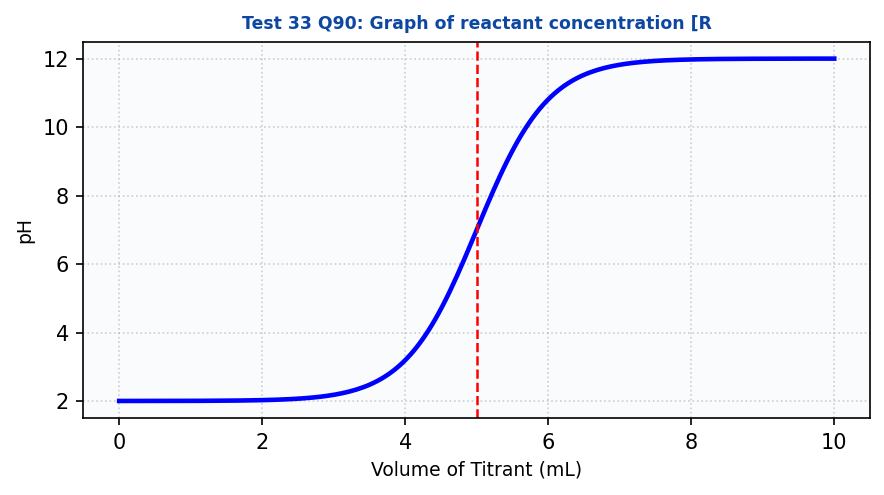 Test 33 Q90: Graph of reactant concentration [R
12
10
8
6
4
2
pH
0 2 4 6 8 10
Volume of Titrant (mL)